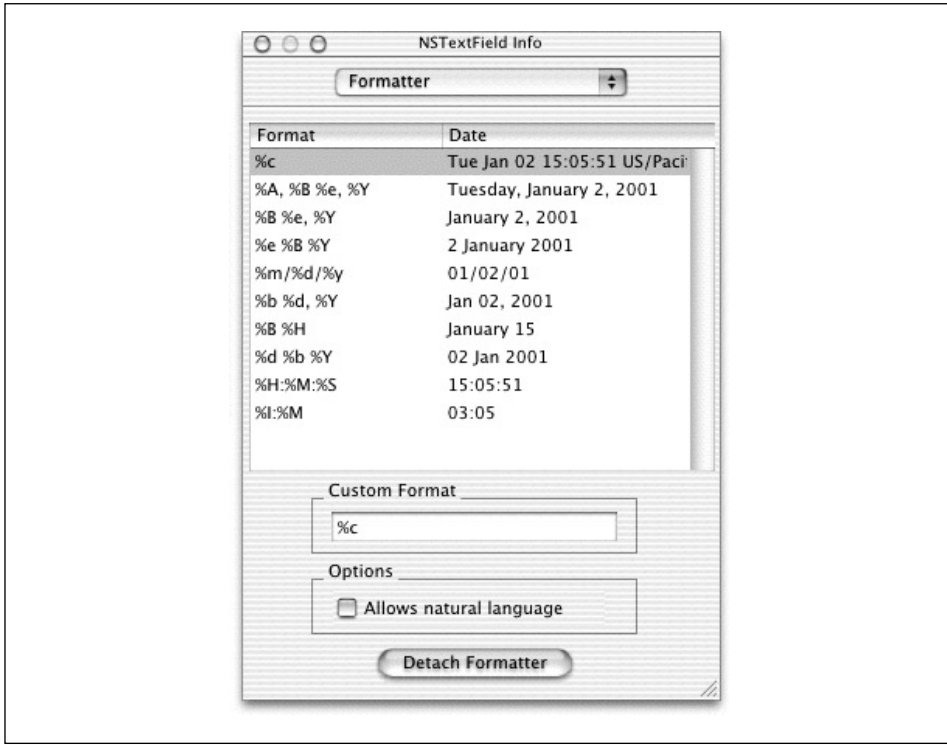 NSTextField Info
Formatter
Format Date
%c Tue Jan 02 15:05:51 US/Paci
%A, %B %e, %Y Tuesday, January 2, 2001
%B %e, %Y January 2, 2001
%e %B %Y 2 January 2001
%m/%d/%y 01/02/01
%b %d, %Y Jan 02, 2001
%B %H January 15
%d %b %Y 02 Jan 2001
%H:%M:%S 15:05:51
%I:%M 03:05
Custom Format
%c
Options
Allows natural language
Detach Formatter